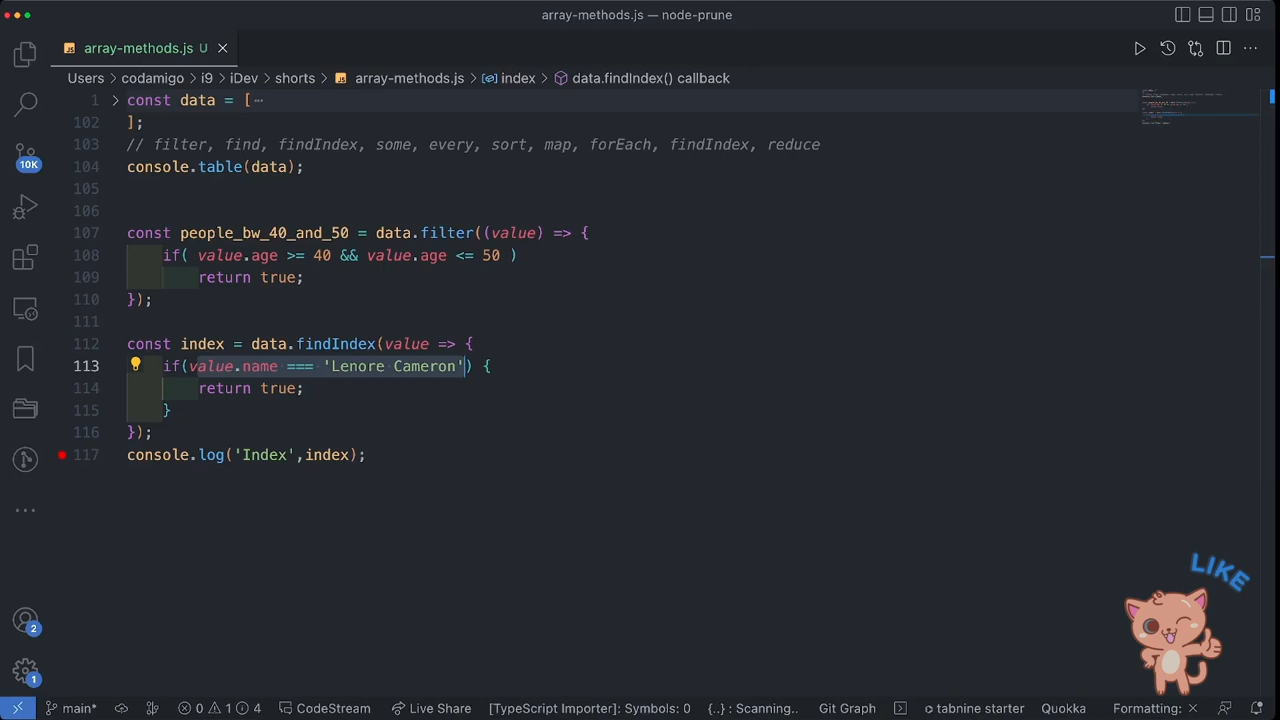 array-methods.js — node-prune
array-methods.js U
Users > codamigo > i9 > iDev > shorts > array-methods.js > index > data.findIndex() callback
1 > const data = [ ⋯
102 ];
103 // filter, find, findIndex, some, every, sort, map, forEach, findIndex, reduce
104 console.table(data);
105
106
107 const people_bw_40_and_50 = data.filter((value) => {
108 if( value.age >= 40 && value.age <= 50 )
109 return true;
110 });
111
112 const index = data.findIndex(value => {
113 if(value.name === 'Lenore Cameron') {
114 return true;
115 }
116 });
117 console.log('Index',index);
10K
2
1
LIKE
main* 0 1 4 CodeStream Live Share [TypeScript Importer]: Symbols: 0 {..} : Scanning.. Git Graph tabnine starter Quokka Formatting: ×